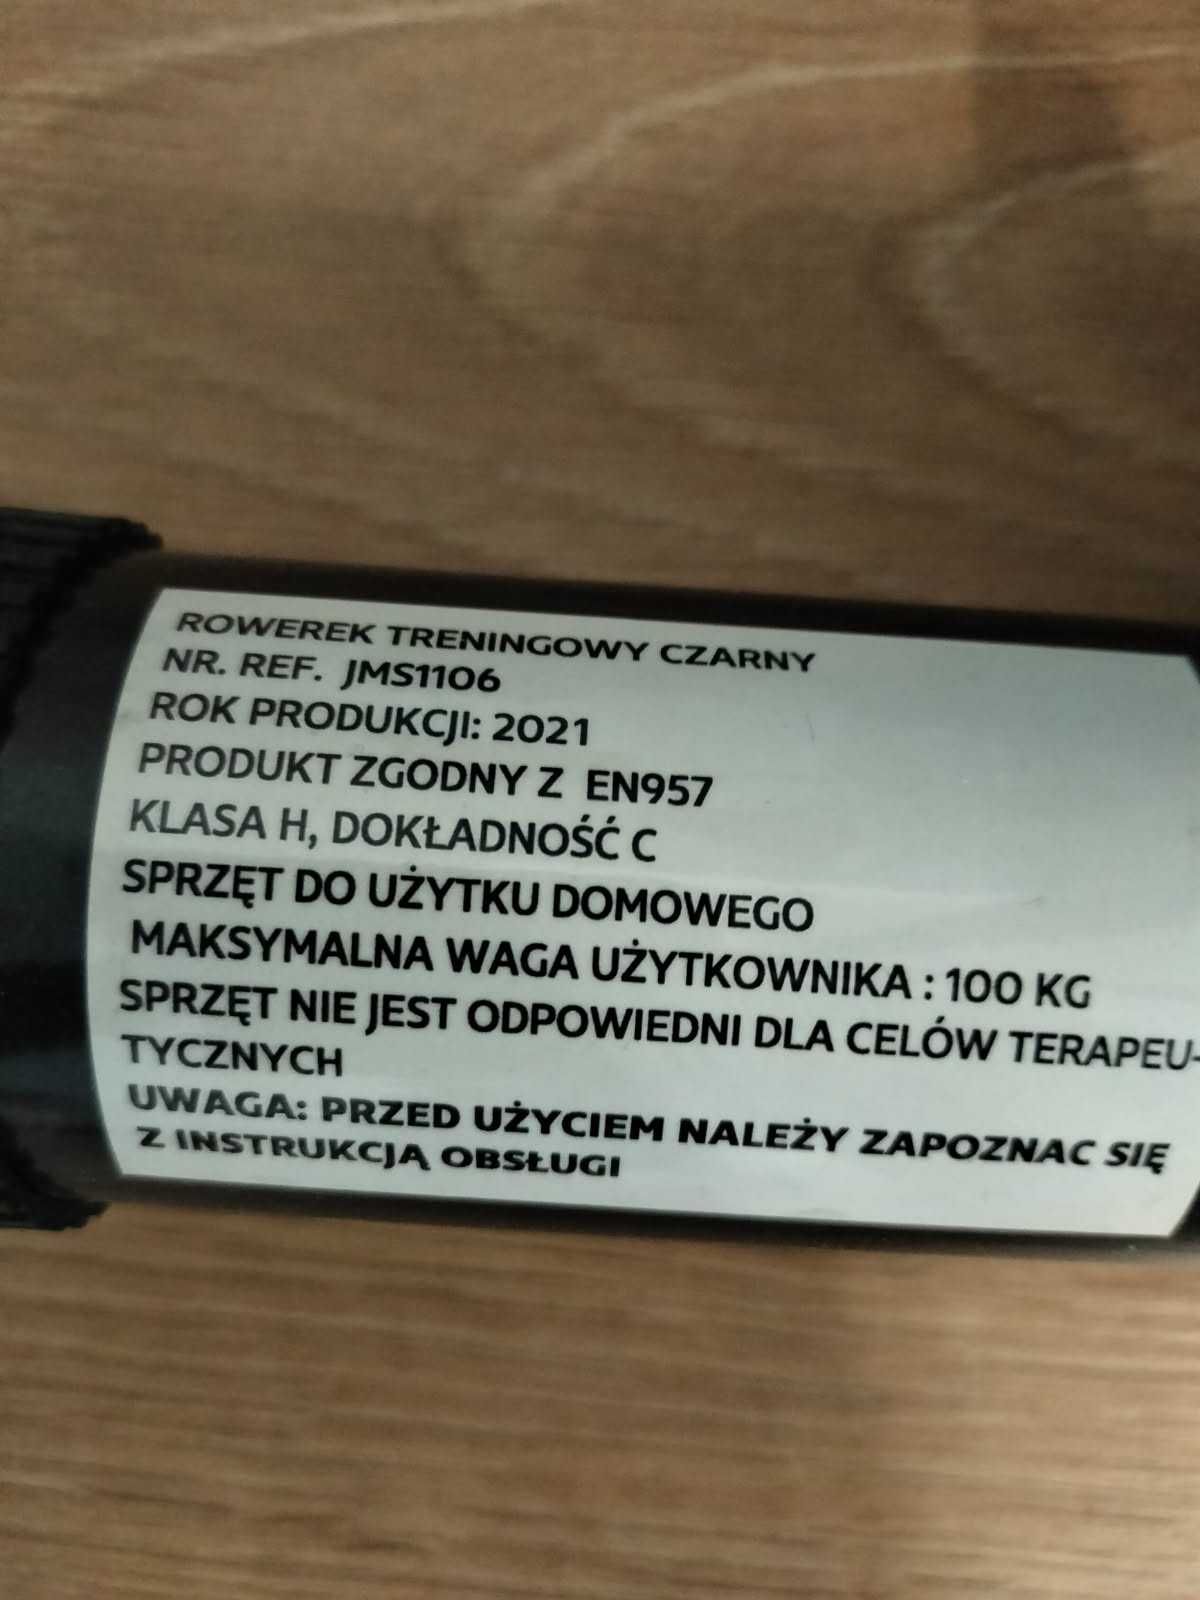 ROWEREK TRENINGOWY CZARNY
NR. REF. JMS1106
ROK PRODUKCJI: 2021
PRODUKT ZGODNY Z EN957
KLASA H, DOKŁADNOŚĆ C
SPRZĘT DO UŻYTKU DOMOWEGO
MAKSYMALNA WAGA UŻYTKOWNIKA : 100 KG
SPRZĘT NIE JEST ODPOWIEDNI DLA CELÓW TERAPEU-
TYCZNYCH
UWAGA: PRZED UŻYCIEM NALEŻY ZAPOZNAC SIĘ
Z INSTRUKCJĄ OBSŁUGI